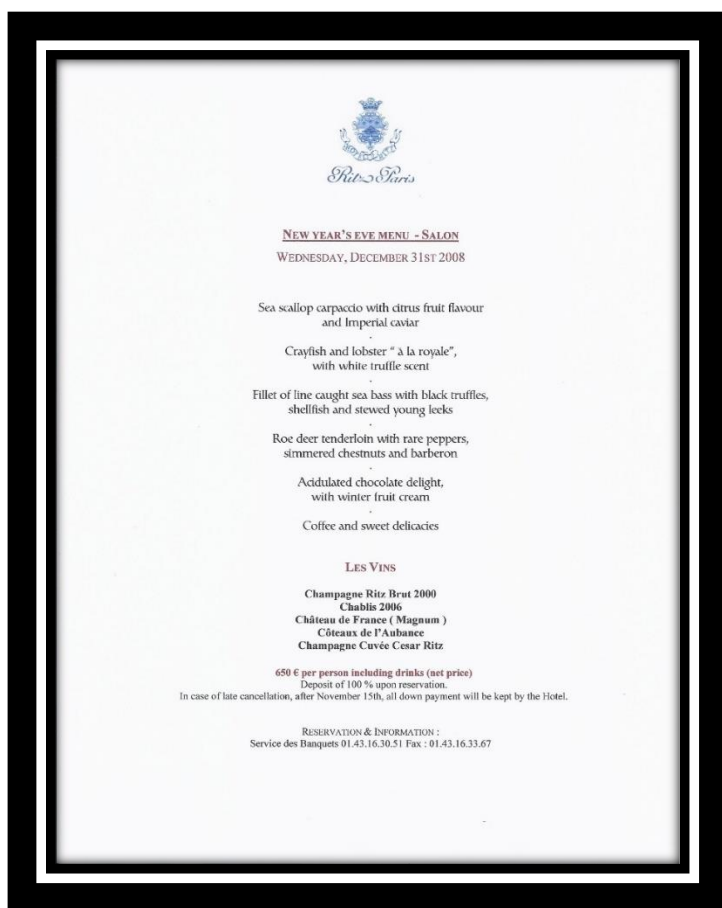 Ritz Paris
NEW YEAR'S EVE MENU - SALON
WEDNESDAY, DECEMBER 31ST 2008
Sea scallop carpaccio with citrus fruit flavour
and Imperial caviar
Crayfish and lobster " à la royale",
with white truffle scent
Fillet of line caught sea bass with black truffles,
shellfish and stewed young leeks
Roe deer tenderloin with rare peppers,
simmered chestnuts and barberon
Acidulated chocolate delight,
with winter fruit cream
Coffee and sweet delicacies
LES VINS
Champagne Ritz Brut 2000
Chablis 2006
Château de France ( Magnum )
Côteaux de l'Aubance
Champagne Cuvée Cesar Ritz
650 € per person including drinks (net price)
Deposit of 100 % upon reservation.
In case of late cancellation, after November 15th, all down payment will be kept by the Hotel.
RESERVATION & INFORMATION :
Service des Banquets 01.43.16.30.51 Fax : 01.43.16.33.67